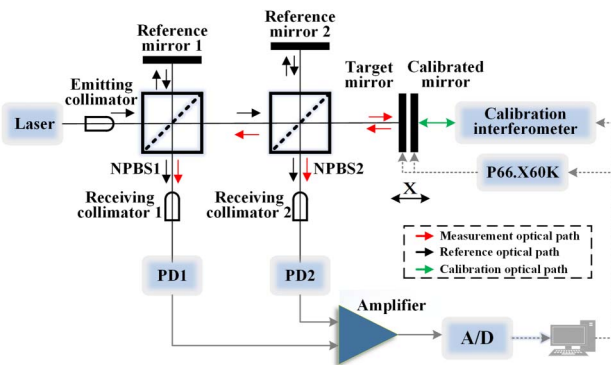 Reference
mirror 1
Reference
mirror 2
Emitting
collimator
Target
mirror
Calibrated
mirror
Laser
Calibration
interferometer
NPBS1
NPBS2
P66.X60K
Receiving
collimator 1
Receiving
collimator 2
X
Measurement optical path
Reference optical path
Calibration optical path
PD1
PD2
Amplifier
A/D